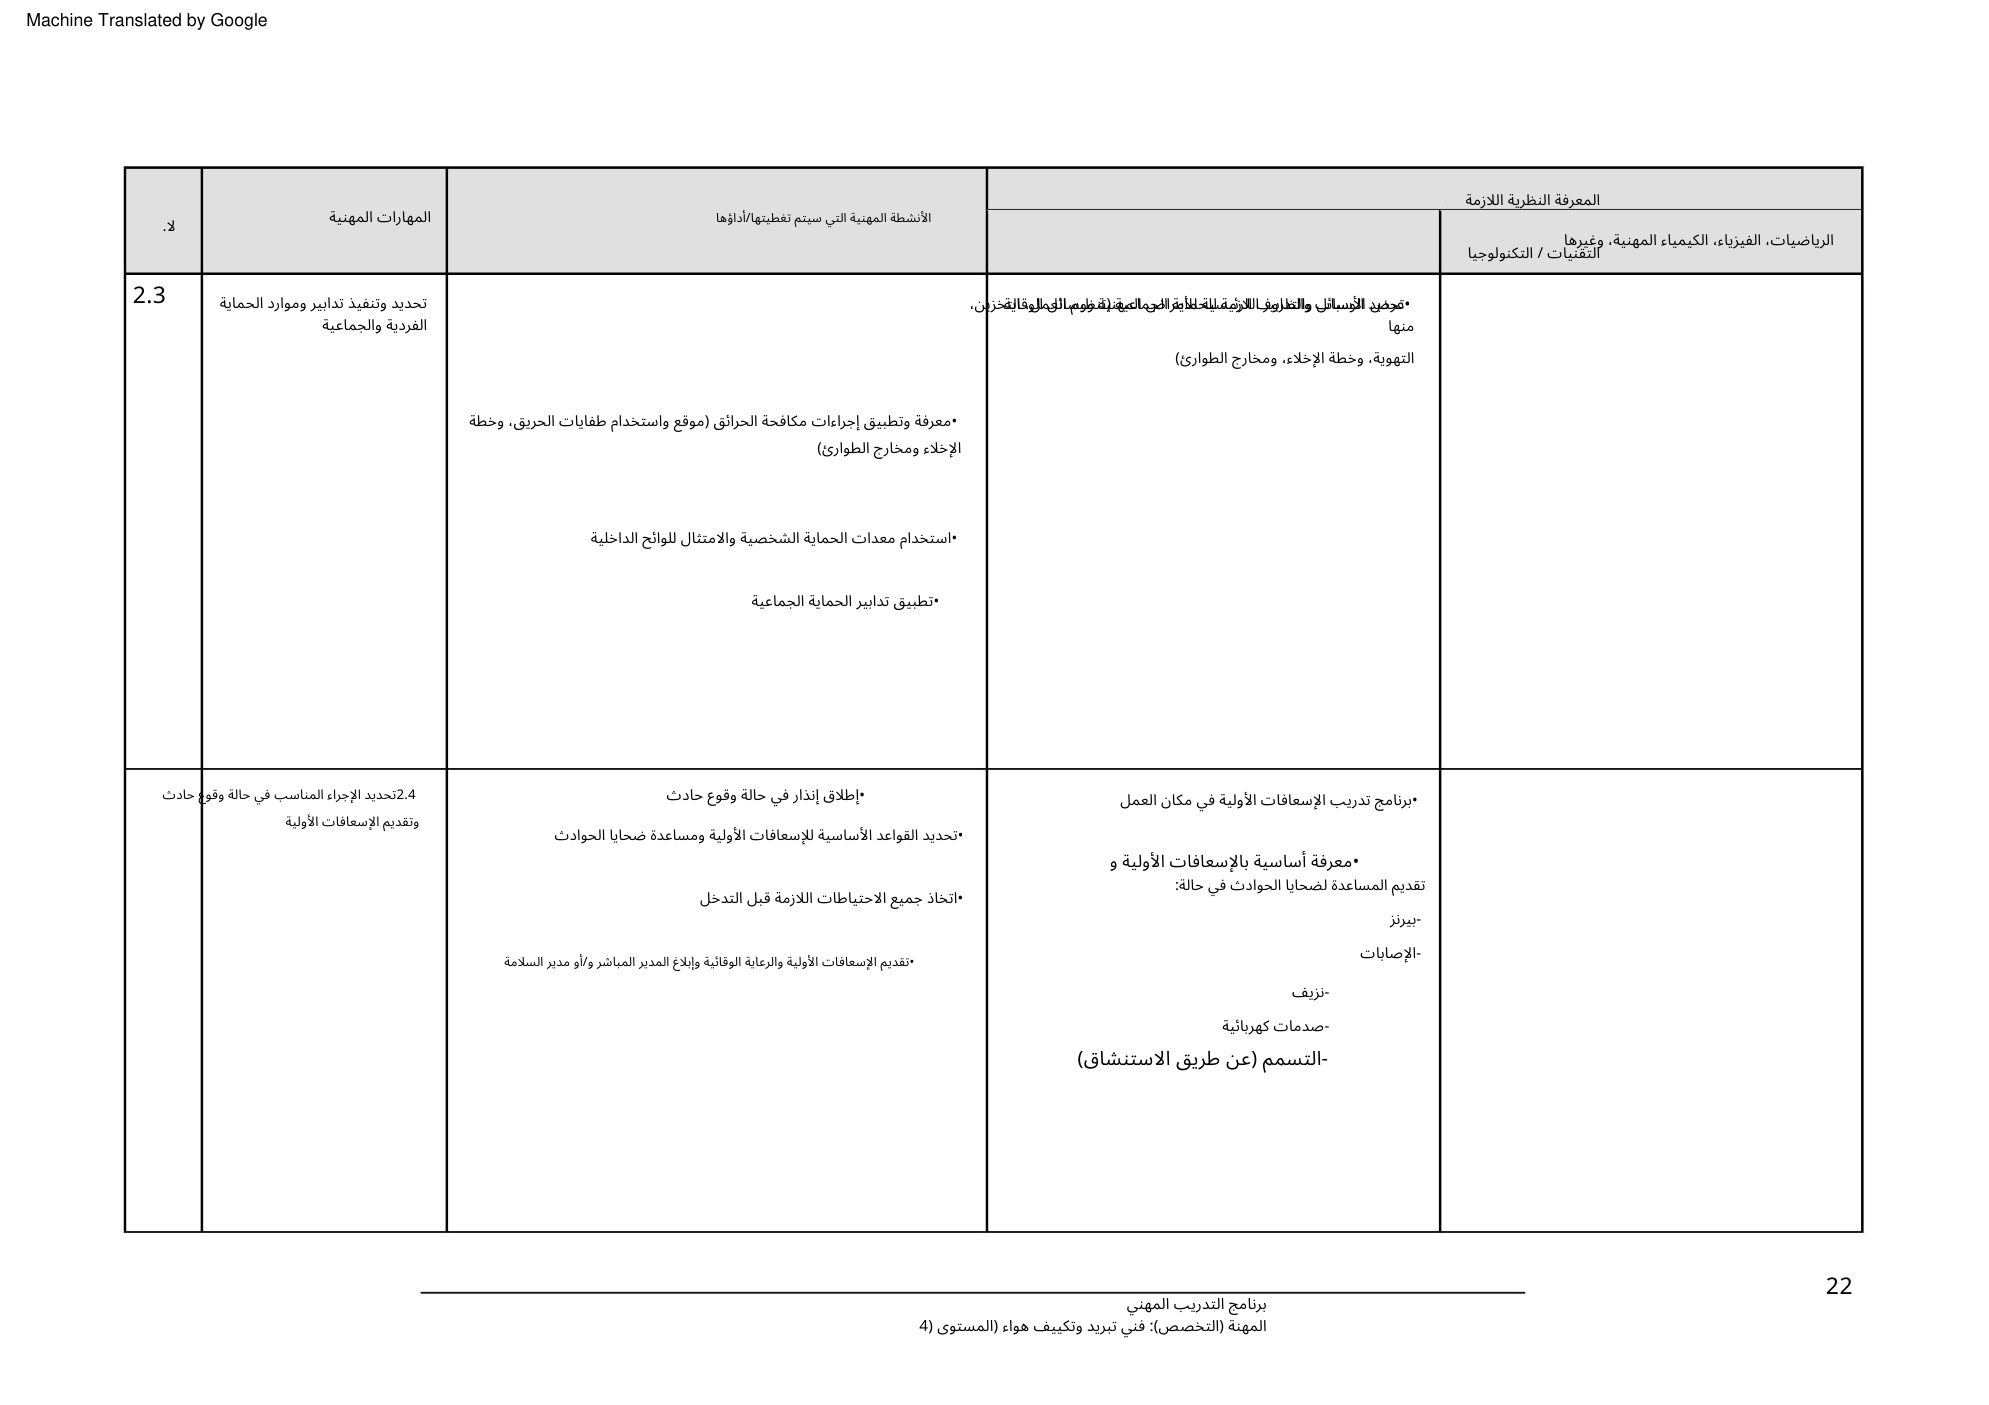 Machine Translated by Google
المعرفة النظرية اللازمة
لا.
المهارات المهنية
الأنشطة المهنية التي سيتم تغطيتها/أداؤها
الرياضيات، الفيزياء، الكيمياء المهنية، وغيرها
التقنيات / التكنولوجيا
2.3
تحديد وتنفيذ تدابير وموارد الحماية
الفردية والجماعية
•معرفة وتطبيق إجراءات مكافحة الحرائق (موقع واستخدام طفايات الحريق، وخطة
الإخلاء ومخارج الطوارئ)
•استخدام معدات الحماية الشخصية والامتثال للوائح الداخلية
•تطبيق تدابير الحماية الجماعية
منها
التهوية، وخطة الإخلاء، ومخارج الطوارئ)
2.4تحديد الإجراء المناسب في حالة وقوع حادث
وتقديم الإسعافات الأولية
•إطلاق إنذار في حالة وقوع حادث
•تحديد القواعد الأساسية للإسعافات الأولية ومساعدة ضحايا الحوادث
•اتخاذ جميع الاحتياطات اللازمة قبل التدخل
•تقديم الإسعافات الأولية والرعاية الوقائية وإبلاغ المدير المباشر و/أو مدير السلامة
•برنامج تدريب الإسعافات الأولية في مكان العمل
•معرفة أساسية بالإسعافات الأولية و
تقديم المساعدة لضحايا الحوادث في حالة:
-بيرنز
-الإصابات
-نزيف
-صدمات كهربائية
-التسمم (عن طريق الاستنشاق)
22
برنامج التدريب المهني
المهنة (التخصص): فني تبريد وتكييف هواء (المستوى (4